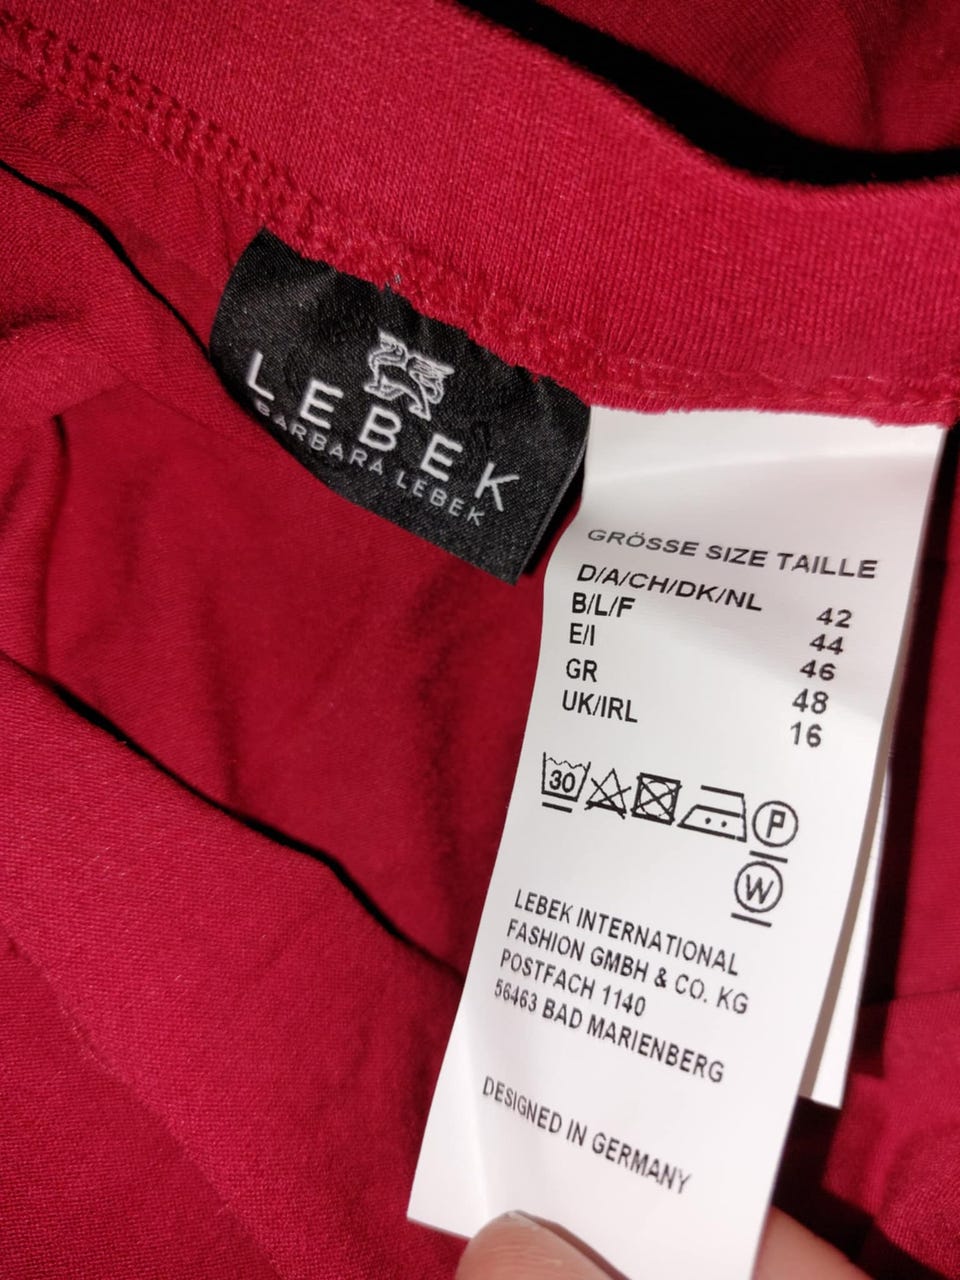 LEBEK
BARBARA LEBEK
GRÖSSE SIZE TAILLE
D/A/CH/DK/NL 42
B/L/F 44
E/I 46
GR 48
UK/IRL 16
30
P
W
LEBEK INTERNATIONAL
FASHION GMBH & CO. KG
POSTFACH 1140
56463 BAD MARIENBERG
DESIGNED IN GERMANY